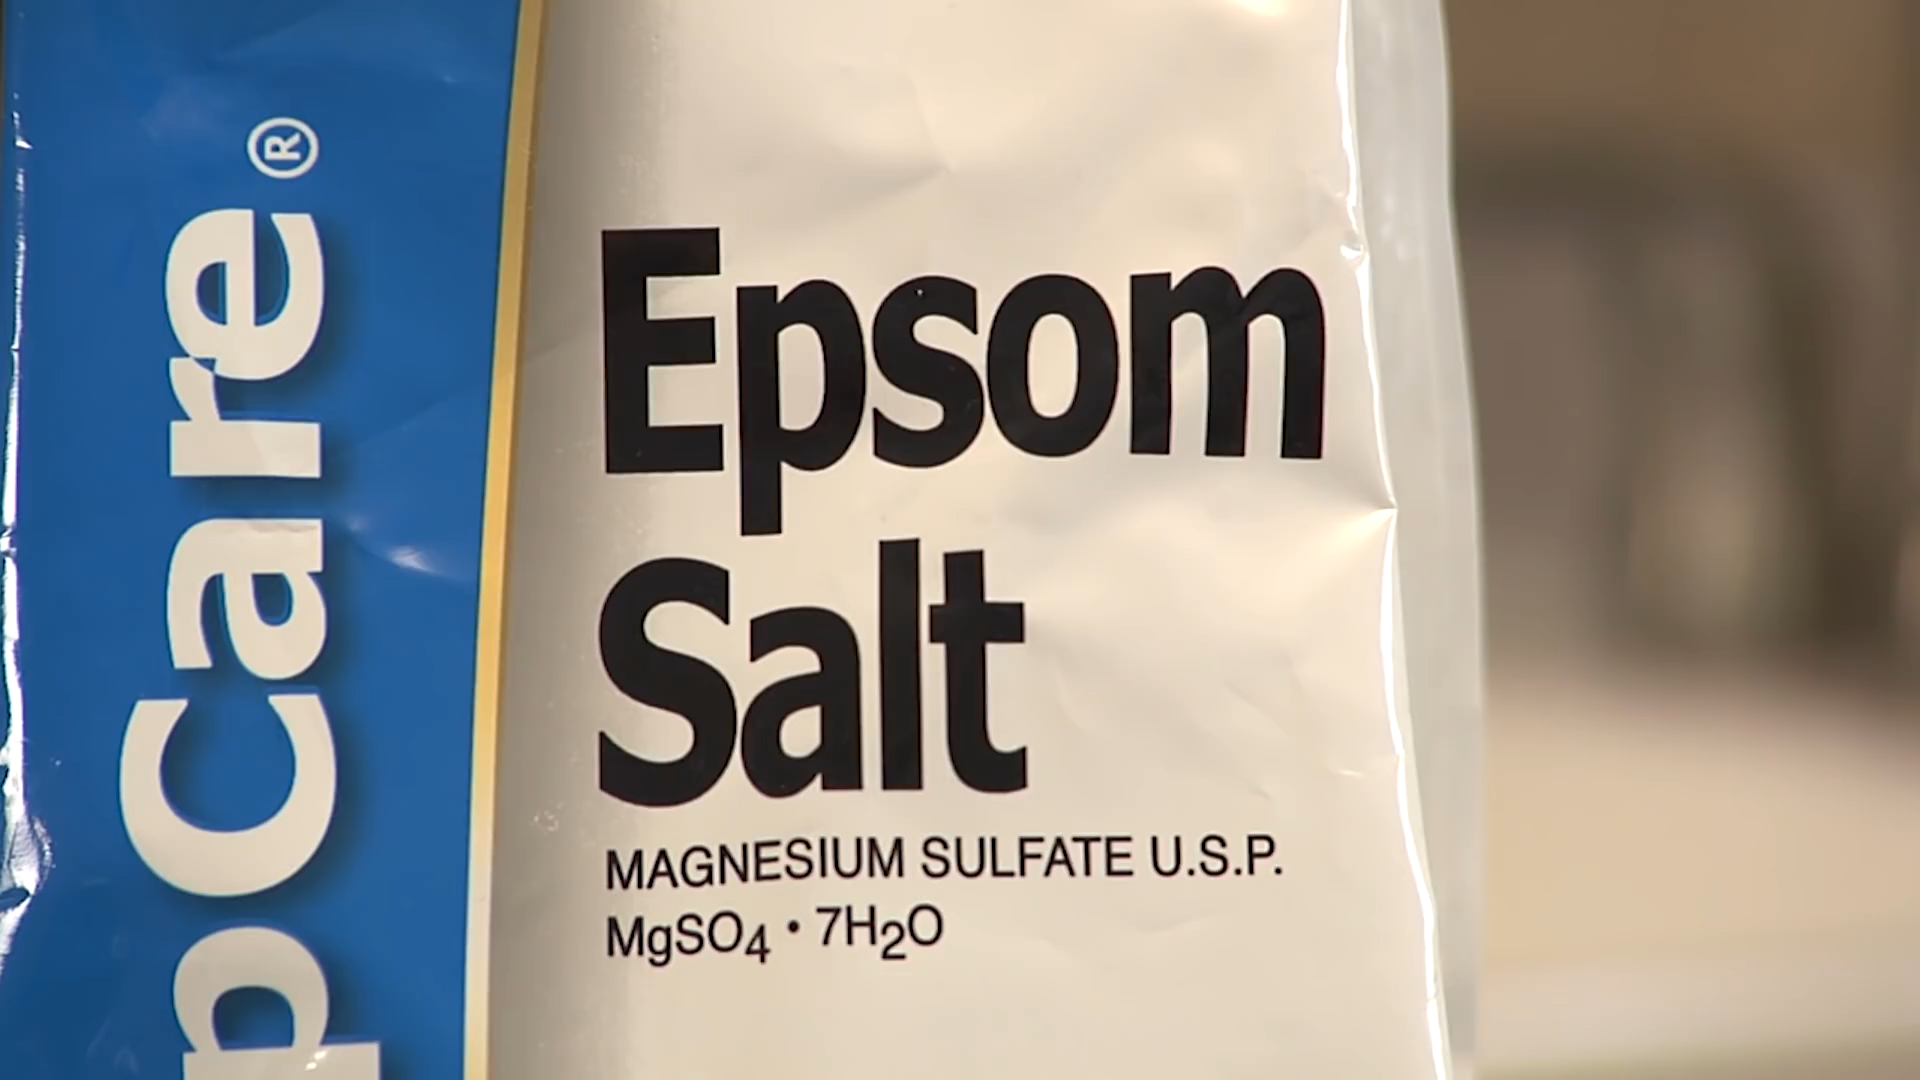 pCare®
Epsom
Salt
MAGNESIUM SULFATE U.S.P.
MgSO4 • 7H2O